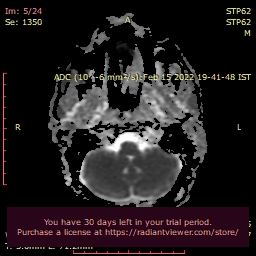 Im: 5/24
Se: 1350
STP62
STP62
M
A
ADC (10^-6 mm²/s): Feb 15 2022 19-41-48 IST
R
L
You have 30 days left in your trial period.
Purchase a license at https://radiantviewer.com/store/